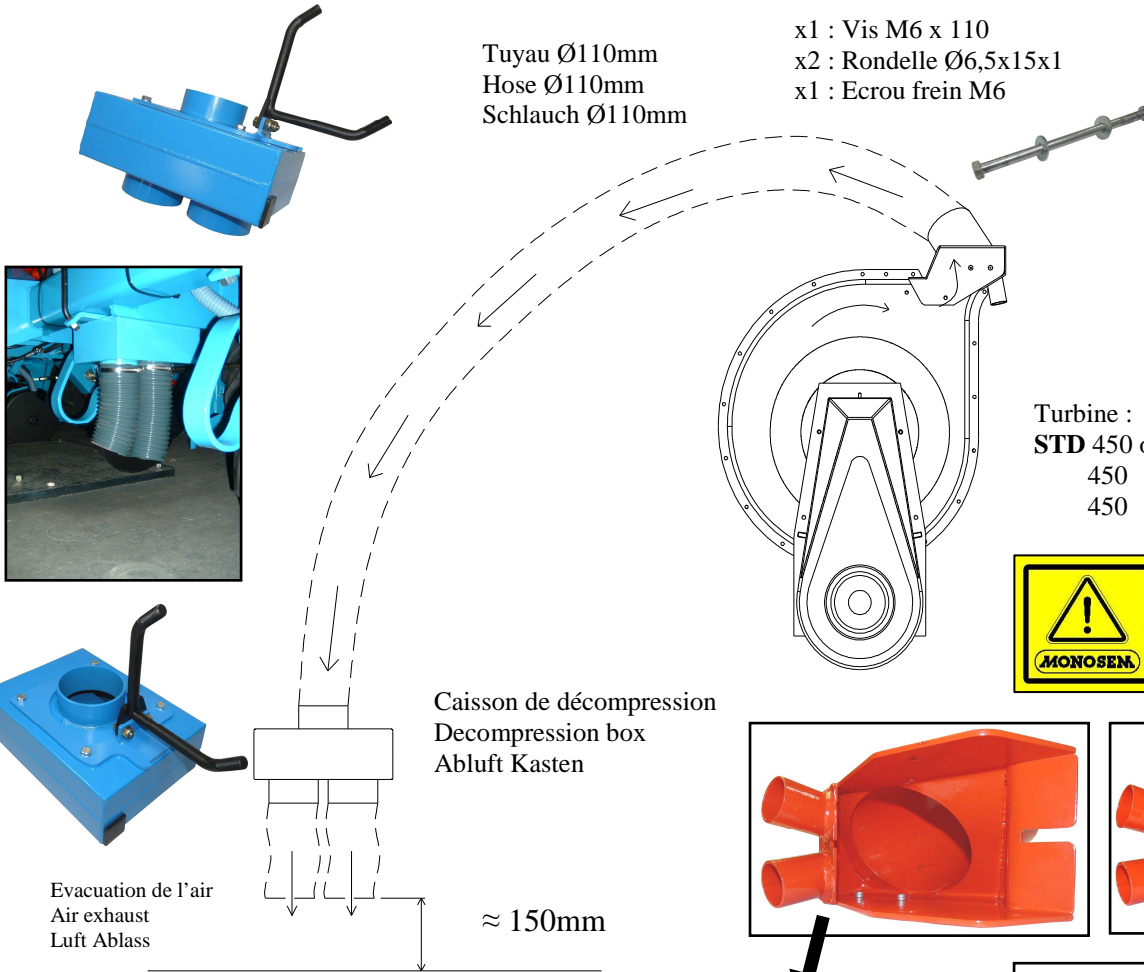 Tuyau Ø110mm
Hose Ø110mm
Schlauch Ø110mm
x1 : Vis M6 x 110
x2 : Rondelle Ø6,5x15x1
x1 : Ecrou frein M6
Turbine :
STD 450
450
450
MONOSEM
Caisson de décompression
Decompression box
Abluft Kasten
Evacuation de l’air
Air exhaust
Luft Ablass
≈ 150mm